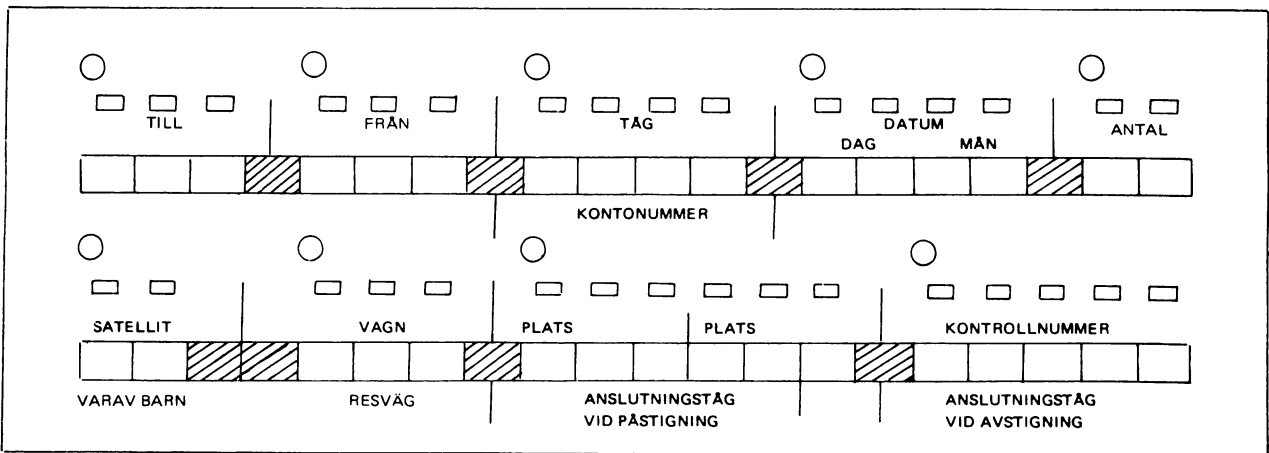 TILL FRÅN TÅG DATUM ANTAL
DAG MÅN
KONTONUMMER
SATELLIT VAGN PLATS PLATS KONTROLLNUMMER
VARAV BARN RESVÄG ANSLUTNINGSTÅG ANSLUTNINGSTÅG
VID PÅSTIGNING VID AVSTIGNING